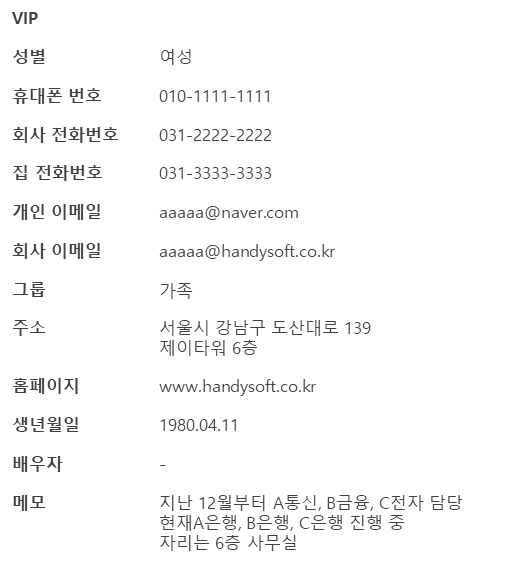 VIP
성별 여성
휴대폰 번호 010-1111-1111
회사 전화번호 031-2222-2222
집 전화번호 031-3333-3333
개인 이메일 aaaaa@naver.com
회사 이메일 aaaaa@handysoft.co.kr
그룹 가족
주소 서울시 강남구 도산대로 139
제이타워 6층
홈페이지 www.handysoft.co.kr
생년월일 1980.04.11
배우자 -
메모 지난 12월부터 A통신, B금융, C전자 담당
현재A은행, B은행, C은행 진행 중
자리는 6층 사무실